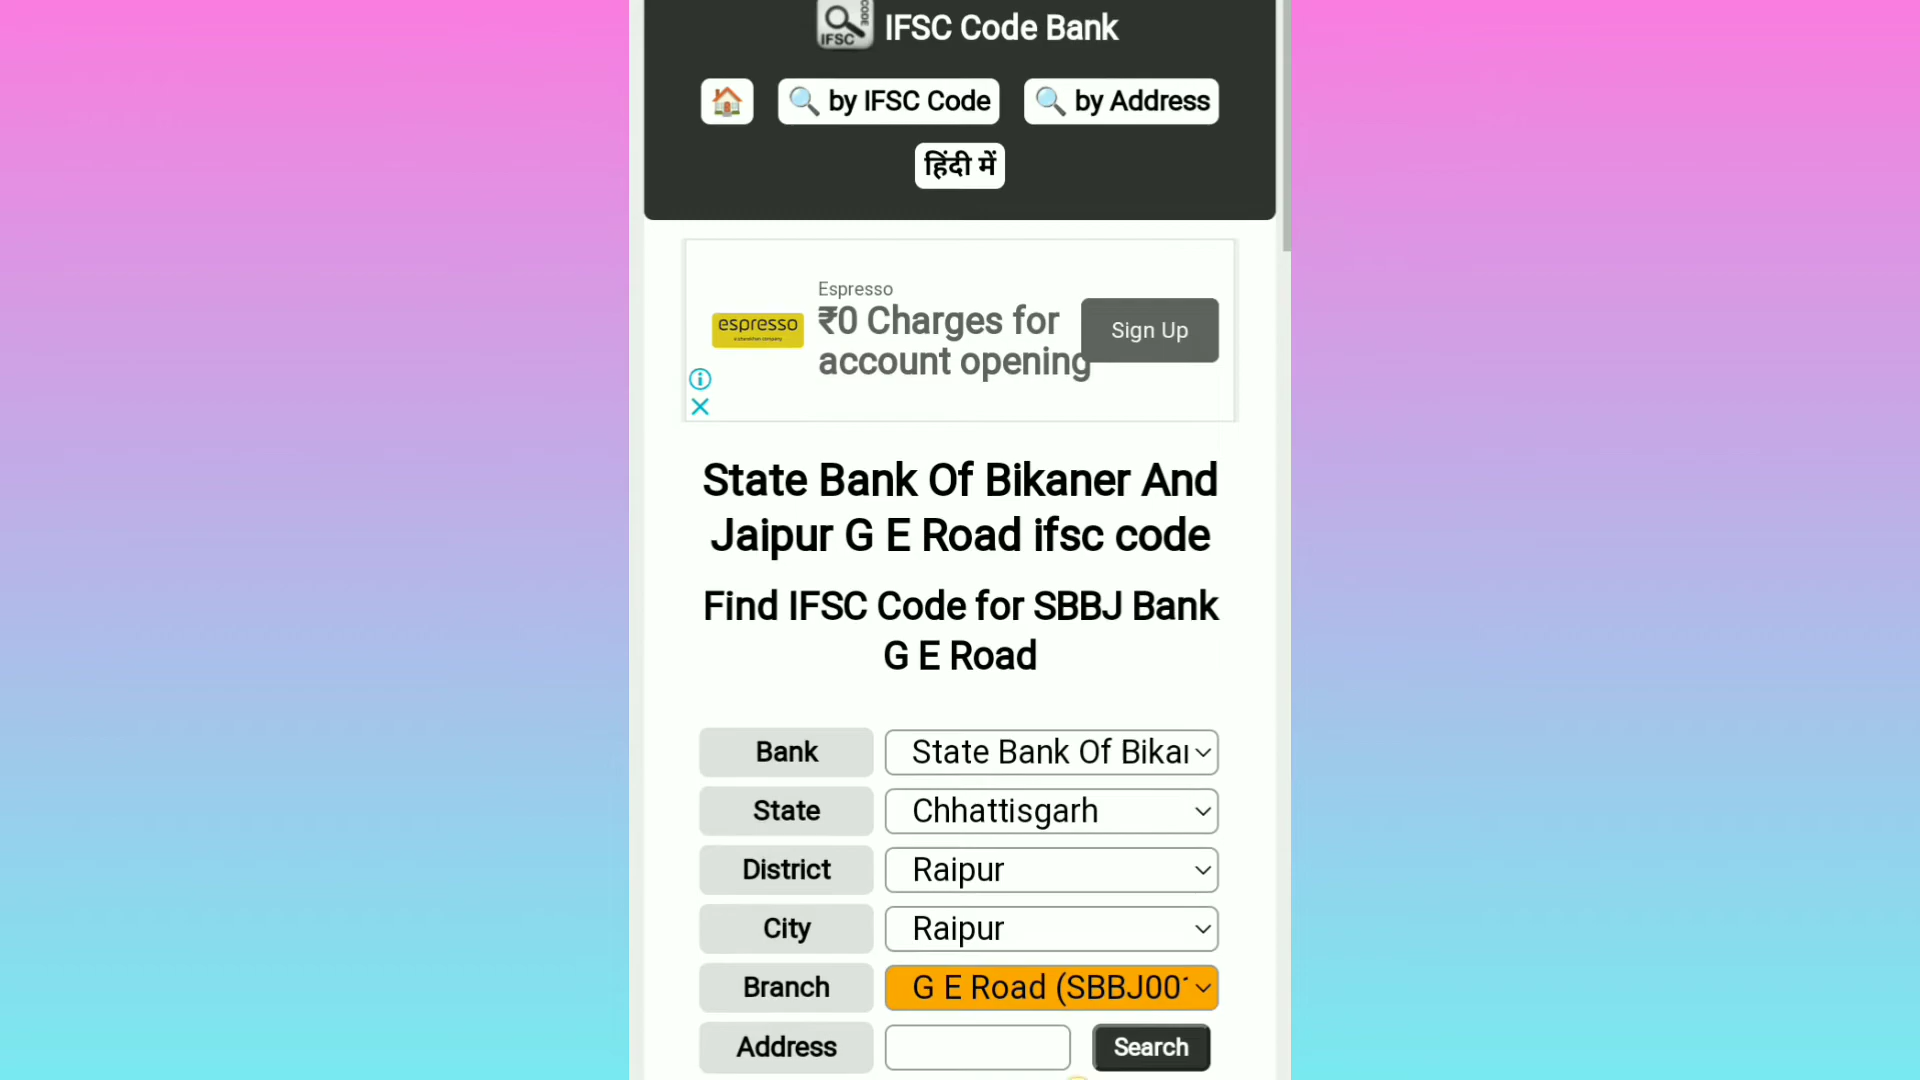 CODE
IFSC
IFSC Code Bank
by IFSC Code
by Address
हिंदी में
Espresso
espresso
₹0 Charges for
account opening
Sign Up
State Bank Of Bikaner And
Jaipur G E Road ifsc code
Find IFSC Code for SBBJ Bank
G E Road
Bank
State Bank Of Bika
State
Chhattisgarh
District
Raipur
City
Raipur
Branch
G E Road (SBBJ00
Address
Search